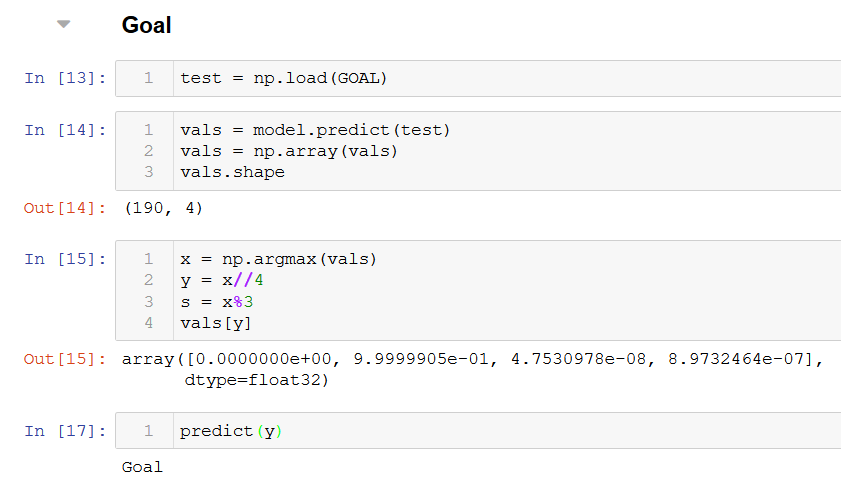 Goal
In [13]: 1 test = np.load(GOAL)
In [14]: 1 vals = model.predict(test)
2 vals = np.array(vals)
3 vals.shape
Out[14]: (190, 4)
In [15]: 1 x = np.argmax(vals)
2 y = x//4
3 s = x%3
4 vals[y]
Out[15]: array([0.0000000e+00, 9.9999905e-01, 4.7530978e-08, 8.9732464e-07],
dtype=float32)
In [17]: 1 predict(y)
Goal